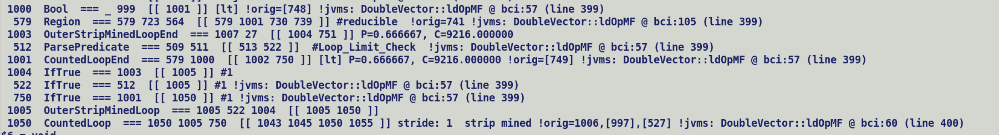 1000 Bool === _ 999 [[ 1001 ]] [lt] !orig=[748] !jvms: DoubleVector::ldOpMF @ bci:57 (line 399)
579 Region === 579 723 564 [[ 579 1001 730 739 ]] #reducible !orig=741 !jvms: DoubleVector::ldOpMF @ bci:105 (line 399)
1003 OuterStripMinedLoopEnd === 1007 27 [[ 1004 751 ]] P=0.666667, C=9216.000000
512 ParsePredicate === 509 511 [[ 513 522 ]] #Loop_Limit_Check !jvms: DoubleVector::ldOpMF @ bci:57 (line 399)
1001 CountedLoopEnd === 579 1000 [[ 1002 750 ]] [lt] P=0.666667, C=9216.000000 !orig=[749] !jvms: DoubleVector::ldOpMF @ bci:57 (line 399)
1004 IfTrue === 1003 [[ 1005 ]] #1
522 IfTrue === 512 [[ 1005 ]] #1 !jvms: DoubleVector::ldOpMF @ bci:57 (line 399)
750 IfTrue === 1001 [[ 1050 ]] #1 !jvms: DoubleVector::ldOpMF @ bci:57 (line 399)
1005 OuterStripMinedLoop === 1005 522 1004 [[ 1005 1050 ]]
1050 CountedLoop === 1050 1005 750 [[ 1043 1045 1050 1055 ]] stride: 1 strip mined !orig=1006,[997],[527] !jvms: DoubleVector::ldOpMF @ bci:60 (line 400)
$6 = void